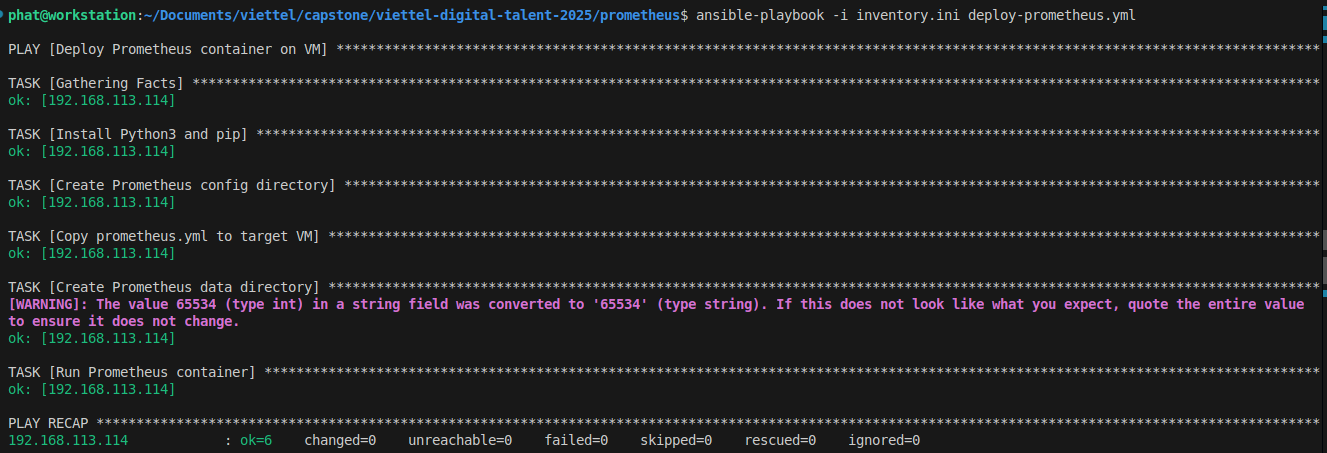 phat@workstation:~/Documents/viettel/capstone/viettel-digital-talent-2025/prometheus$ ansible-playbook -i inventory.ini deploy-prometheus.yml
PLAY [Deploy Prometheus container on VM] ***************************************************************************************************************************
TASK [Gathering Facts] *********************************************************************************************************************************************
ok: [192.168.113.114]
TASK [Install Python3 and pip] *************************************************************************************************************************************
ok: [192.168.113.114]
TASK [Create Prometheus config directory] **************************************************************************************************************************
ok: [192.168.113.114]
TASK [Copy prometheus.yml to target VM] ****************************************************************************************************************************
ok: [192.168.113.114]
TASK [Create Prometheus data directory] ****************************************************************************************************************************
[WARNING]: The value 65534 (type int) in a string field was converted to '65534' (type string). If this does not look like what you expect, quote the entire value
to ensure it does not change.
ok: [192.168.113.114]
TASK [Run Prometheus container] ************************************************************************************************************************************
ok: [192.168.113.114]
PLAY RECAP *********************************************************************************************************************************************************
192.168.113.114            : ok=6    changed=0    unreachable=0    failed=0    skipped=0    rescued=0    ignored=0